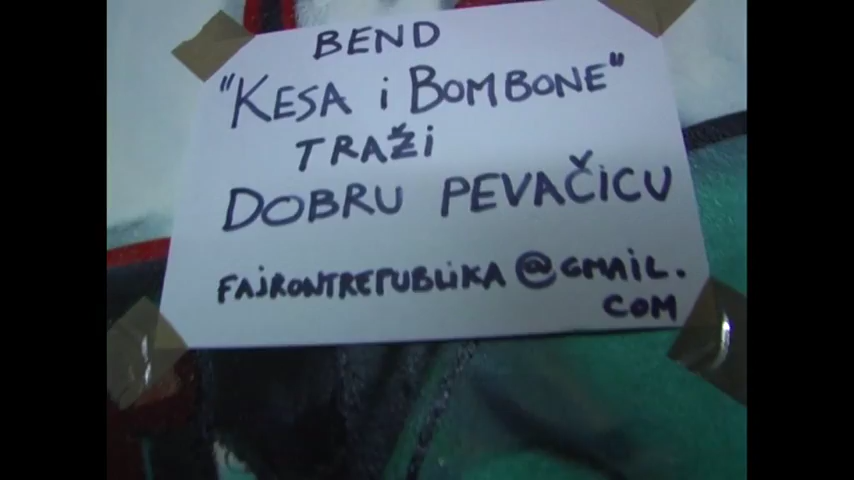 BEND
"KESA i BOMBONE"
TRAŽi
DOBRU PEVAČiCU
FAJRONTREPUBLiKA@GMAiL.
COM